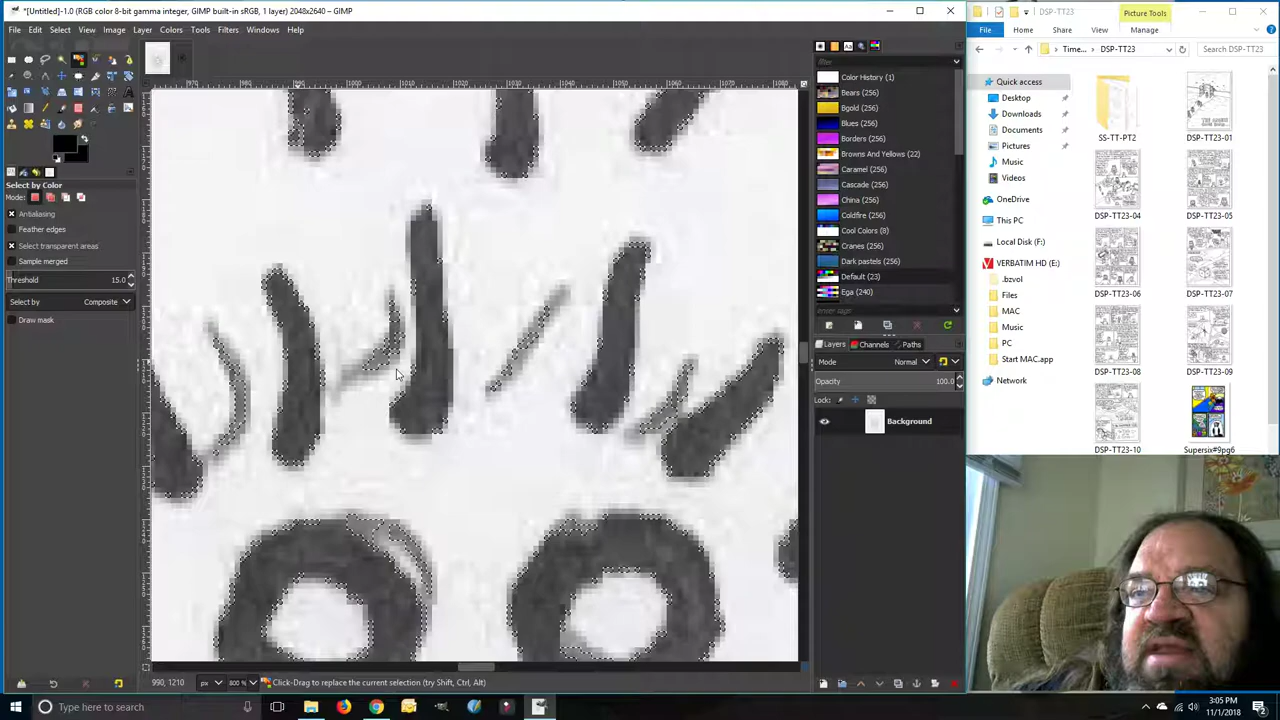 *[Untitled]-1.0 (RGB color 8-bit gamma integer, GIMP built-in sRGB, 1 layer) 2048x2640 – GIMP
File Edit Select View Image Layer Colors Tools Filters Windows Help
Select by Color
Mode:
Antialiasing
Feather edges
Select transparent areas
Sample merged
Threshold
Select by Composite
Draw mask
990, 1210 px 800 % Click-Drag to replace the current selection (try Shift, Ctrl, Alt)
filter
Color History (1)
Bears (256)
Bgold (256)
Blues (256)
Borders (256)
Browns And Yellows (22)
Caramel (256)
Cascade (256)
China (256)
Coldfire (256)
Cool Colors (8)
Cranes (256)
Dark pastels (256)
Default (23)
Ega (240)
enter tags
Layers Channels Paths
Mode Normal
Opacity 100.0
Lock:
Background
Picture Tools
DSP-TT23
File Home Share View Manage
Time... DSP-TT23 Search DSP-TT23
Quick access
Desktop
Downloads
Documents
Pictures
Music
Videos
OneDrive
This PC
Local Disk (F:)
VERBATIM HD (E:)
.bzvol
Files
MAC
Music
PC
Start MAC.app
Network
SS-TT-PT2 DSP-TT23-01
DSP-TT23-04 DSP-TT23-05
DSP-TT23-06 DSP-TT23-07
DSP-TT23-08 DSP-TT23-09
DSP-TT23-10 Supersix#9pg6
Type here to search
3:05 PM
11/1/2018
2